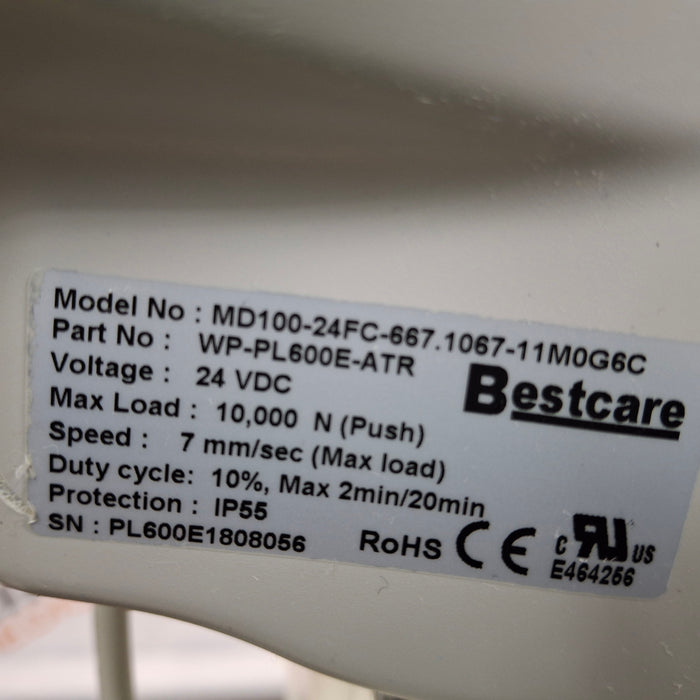 Model No : MD100-24FC-667.1067-11M0G6C
Part No : WP-PL600E-ATR
Voltage : 24 VDC
Bestcare
Max Load : 10,000 N (Push)
Speed : 7 mm/sec (Max load)
Duty cycle: 10%, Max 2min/20min
Protection : IP55
SN : PL600E1808056
RoHS CE c RU US
E464256